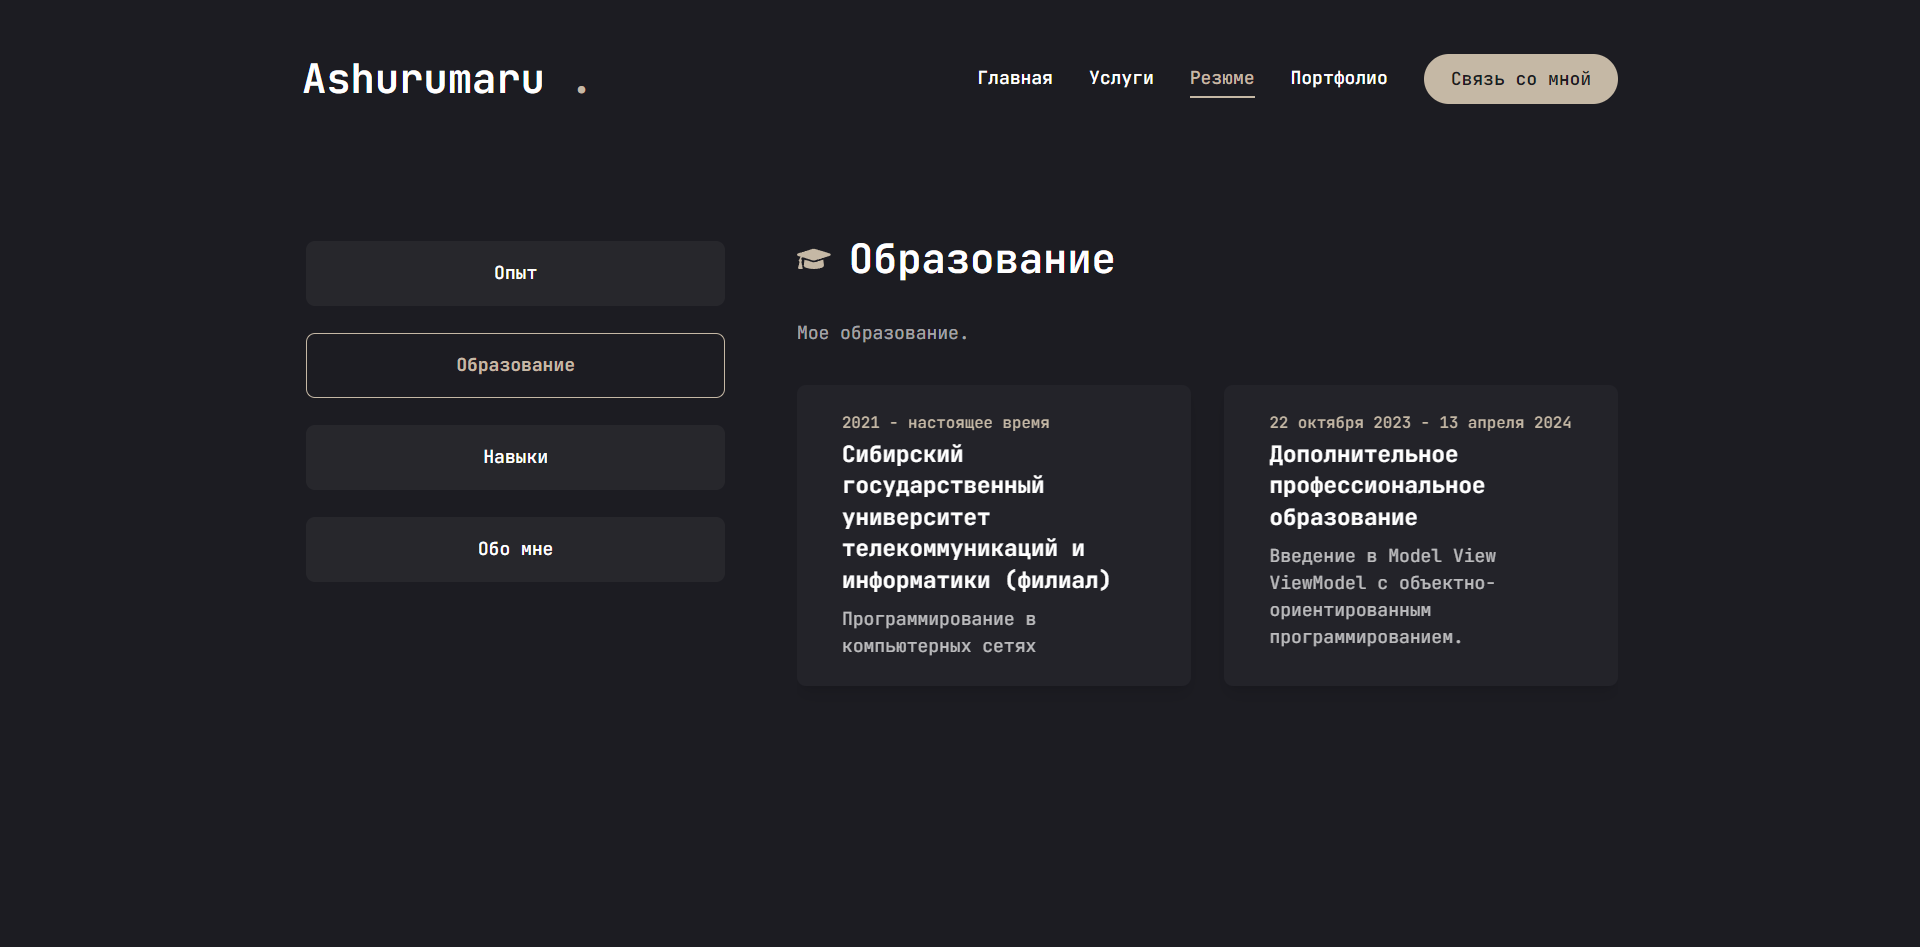 Ashurumaru .
Главная
Услуги
Резюме
Портфолио
Связь со мной
Опыт
Образование
Навыки
Обо мне
Образование
Мое образование.
2021 - настоящее время
Сибирский
государственный
университет
телекоммуникаций и
информатики (филиал)
Программирование в
компьютерных сетях
22 октября 2023 - 13 апреля 2024
Дополнительное
профессиональное
образование
Введение в Model View
ViewModel с объектно-
ориентированным
программированием.